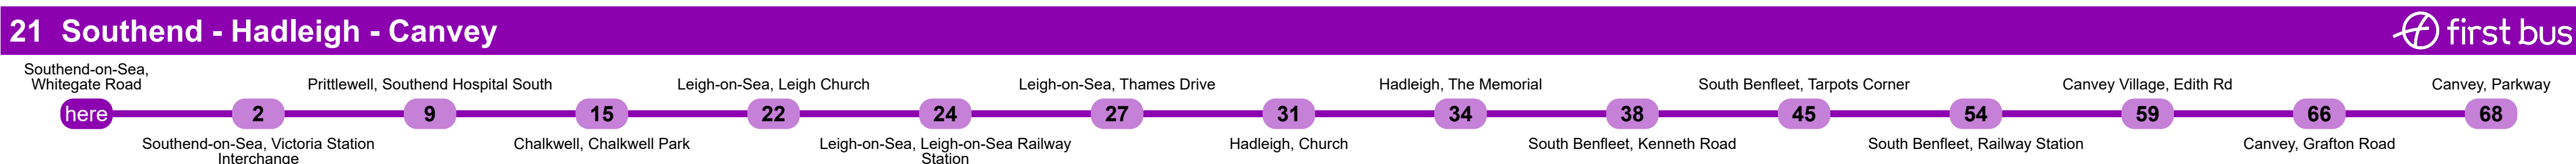 21 Southend - Hadleigh - Canvey
first bus
Southend-on-Sea,
Whitegate Road
Prittlewell, Southend Hospital South
Leigh-on-Sea, Leigh Church
Leigh-on-Sea, Thames Drive
Hadleigh, The Memorial
South Benfleet, Tarpots Corner
Canvey Village, Edith Rd
Canvey, Parkway
here 2 9 15 22 24 27 31 34 38 45 54 59 66 68
Southend-on-Sea, Victoria Station
Interchange
Chalkwell, Chalkwell Park
Leigh-on-Sea, Leigh-on-Sea Railway
Station
Hadleigh, Church
South Benfleet, Kenneth Road
South Benfleet, Railway Station
Canvey, Grafton Road